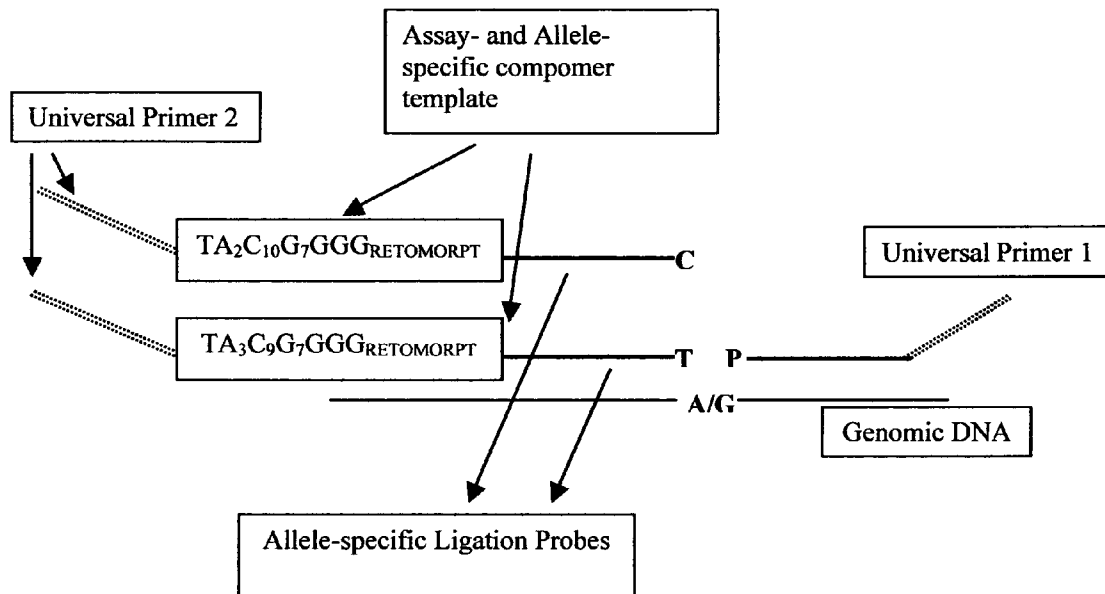 Assay- and Allele-
specific compomer
template
Universal Primer 2
TA₂C₁₀G₇GGGRETOMORPT
C
Universal Primer 1
TA₃C₉G₇GGGRETOMORPT
T P
A/G
Genomic DNA
Allele-specific Ligation Probes